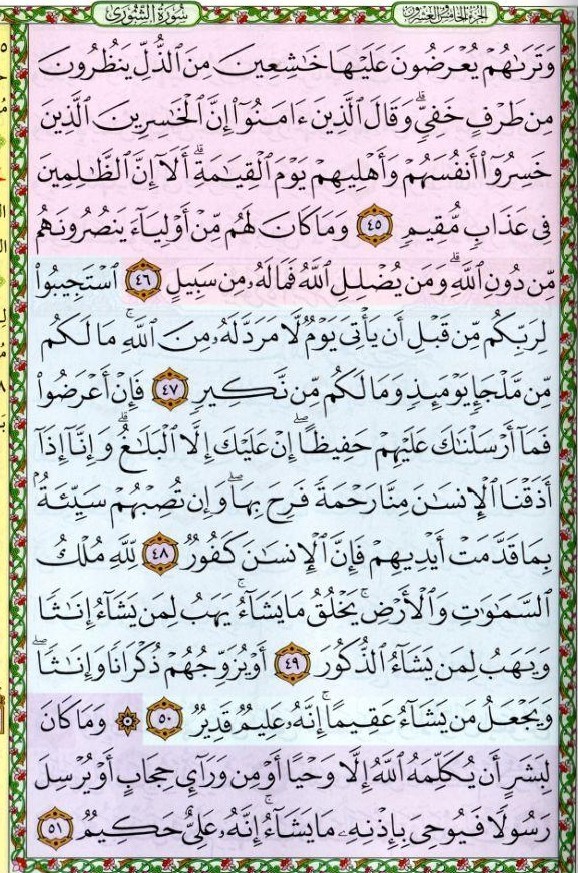 الجزء الخامس والعشرون
سورة الشورى
وَتَرَىٰهُمْ يُعْرَضُونَ عَلَيْهَا خَٰشِعِينَ مِنَ ٱلذُّلِّ يَنظُرُونَ
مِن طَرْفٍ خَفِيٍّۗ وَقَالَ ٱلَّذِينَ ءَامَنُوٓا۟ إِنَّ ٱلْخَٰسِرِينَ ٱلَّذِينَ
خَسِرُوٓا۟ أَنفُسَهُمْ وَأَهْلِيهِمْ يَوْمَ ٱلْقِيَٰمَةِۗ أَلَآ إِنَّ ٱلظَّٰلِمِينَ
فِى عَذَابٍ مُّقِيمٍ ٤٥ وَمَا كَانَ لَهُم مِّنْ أَوْلِيَآءَ يَنصُرُونَهُم
مِّن دُونِ ٱللَّهِۗ وَمَن يُضْلِلِ ٱللَّهُ فَمَا لَهُۥ مِن سَبِيلٍ ٤٦ ٱسْتَجِيبُوا۟
لِرَبِّكُم مِّن قَبْلِ أَن يَأْتِىَ يَوْمٌ لَّا مَرَدَّ لَهُۥ مِنَ ٱللَّهِۚ مَا لَكُم
مِّن مَّلْجَإٍ يَوْمَئِذٍ وَمَا لَكُم مِّن نَّكِيرٍ ٤٧ فَإِنْ أَعْرَضُوا۟
فَمَآ أَرْسَلْنَٰكَ عَلَيْهِمْ حَفِيظًاۖ إِنْ عَلَيْكَ إِلَّا ٱلْبَلَٰغُۗ وَإِنَّآ إِذَآ
أَذَقْنَا ٱلْإِنسَٰنَ مِنَّا رَحْمَةً فَرِحَ بِهَاۖ وَإِن تُصِبْهُمْ سَيِّئَةٌۢ
بِمَا قَدَّمَتْ أَيْدِيهِمْ فَإِنَّ ٱلْإِنسَٰنَ كَفُورٌ ٤٨ لِّلَّهِ مُلْكُ
ٱلسَّمَٰوَٰتِ وَٱلْأَرْضِۚ يَخْلُقُ مَا يَشَآءُۚ يَهَبُ لِمَن يَشَآءُ إِنَٰثًا
وَيَهَبُ لِمَن يَشَآءُ ٱلذُّكُورَ ٤٩ أَوْ يُزَوِّجُهُمْ ذُكْرَانًا وَإِنَٰثًاۖ
وَيَجْعَلُ مَن يَشَآءُ عَقِيمًاۚ إِنَّهُۥ عَلِيمٌ قَدِيرٌ ٥٠ ۞ وَمَا كَانَ
لِبَشَرٍ أَن يُكَلِّمَهُ ٱللَّهُ إِلَّا وَحْيًا أَوْ مِن وَرَآئِ حِجَابٍ أَوْ يُرْسِلَ
رَسُولًا فَيُوحِىَ بِإِذْنِهِۦ مَا يَشَآءُۚ إِنَّهُۥ عَلِىٌّ حَكِيمٌ ٥١